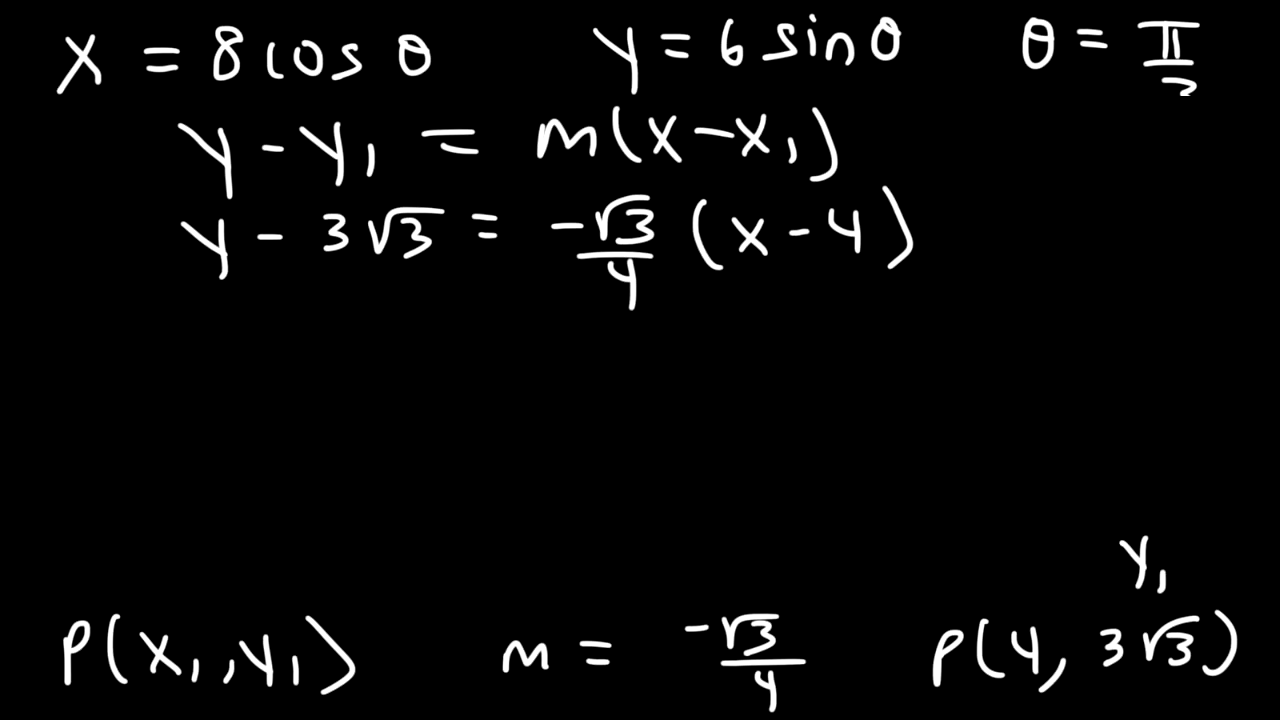 x = 8 cos θ y = 6 sin θ θ = π/3
y - y₁ = m(x - x₁)
y - 3√3 = -√3/4 (x - 4)
y₁
P(x₁, y₁) m = -√3/4 P(4, 3√3)